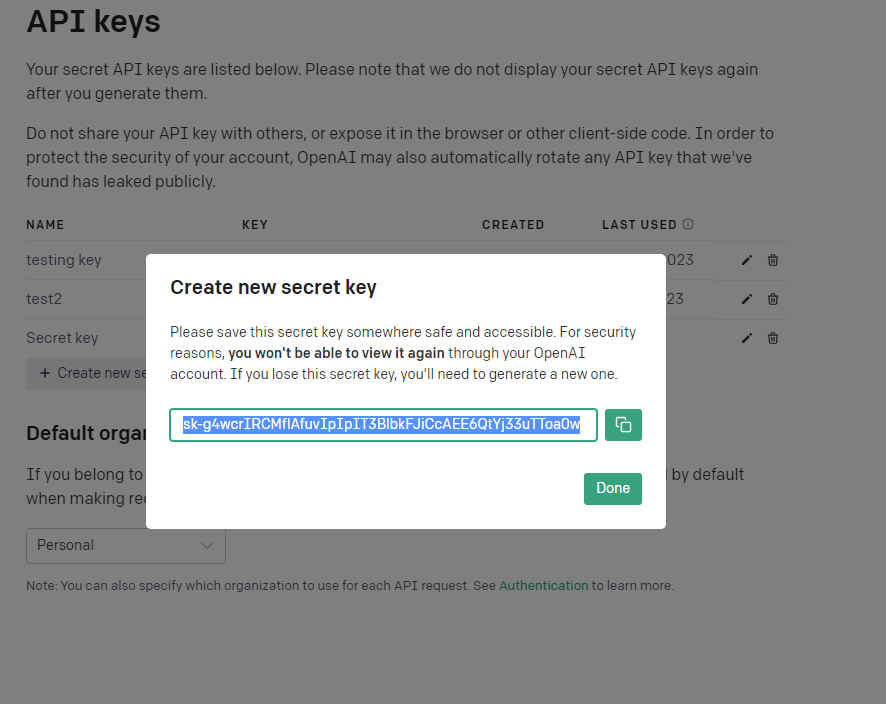 API keys
Your secret API keys are listed below. Please note that we do not display your secret API keys again
after you generate them.
Do not share your API key with others, or expose it in the browser or other client-side code. In order to
protect the security of your account, OpenAI may also automatically rotate any API key that we've
found has leaked publicly.
NAME KEY CREATED LAST USED
testing key 023
test2 23
Secret key
+ Create new se
Create new secret key
Please save this secret key somewhere safe and accessible. For security
reasons, you won't be able to view it again through your OpenAI
account. If you lose this secret key, you'll need to generate a new one.
Done
Default organ
If you belong to l by default
when making re
Personal
Note: You can also specify which organization to use for each API request. See Authentication to learn more.